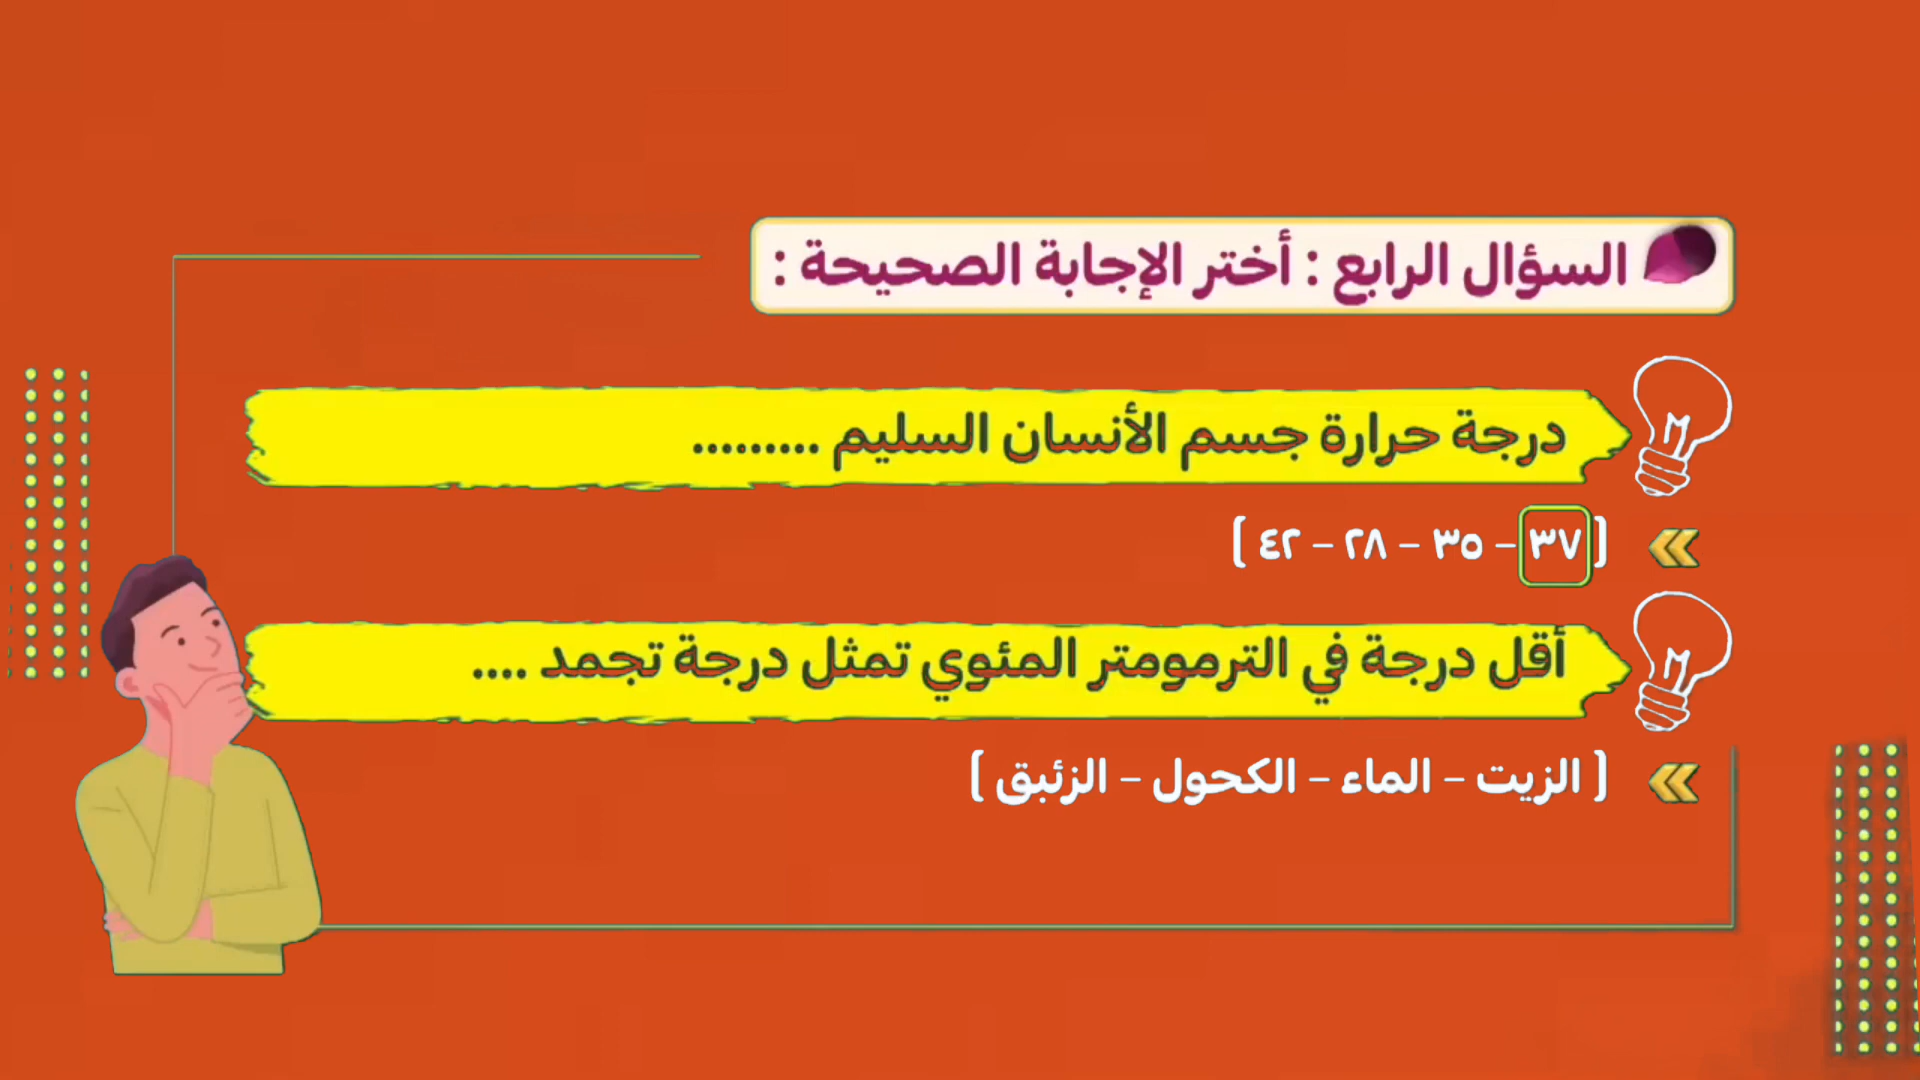 السؤال الرابع : أختر الإجابة الصحيحة :
درجة حرارة جسم الأنسان السليم .........
( ٣٧ – ٣٥ – ٢٨ – ٤٢ )
أقل درجة في الترمومتر المئوي تمثل درجة تجمد ....
( الزيت – الماء – الكحول – الزئبق )